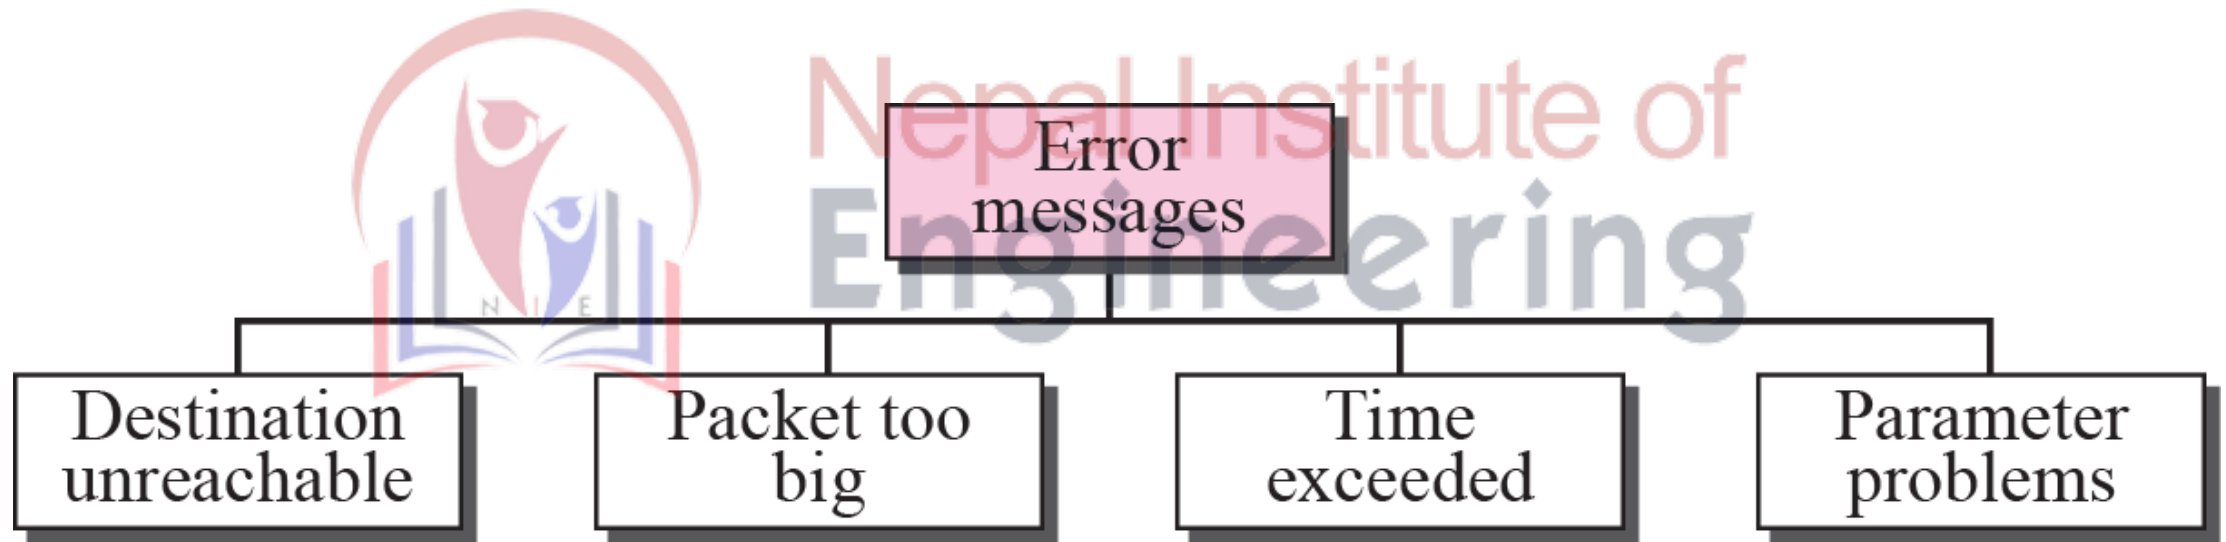 Nepal Institute of
Engineering
N I E
Error
messages
Destination
unreachable
Packet too
big
Time
exceeded
Parameter
problems